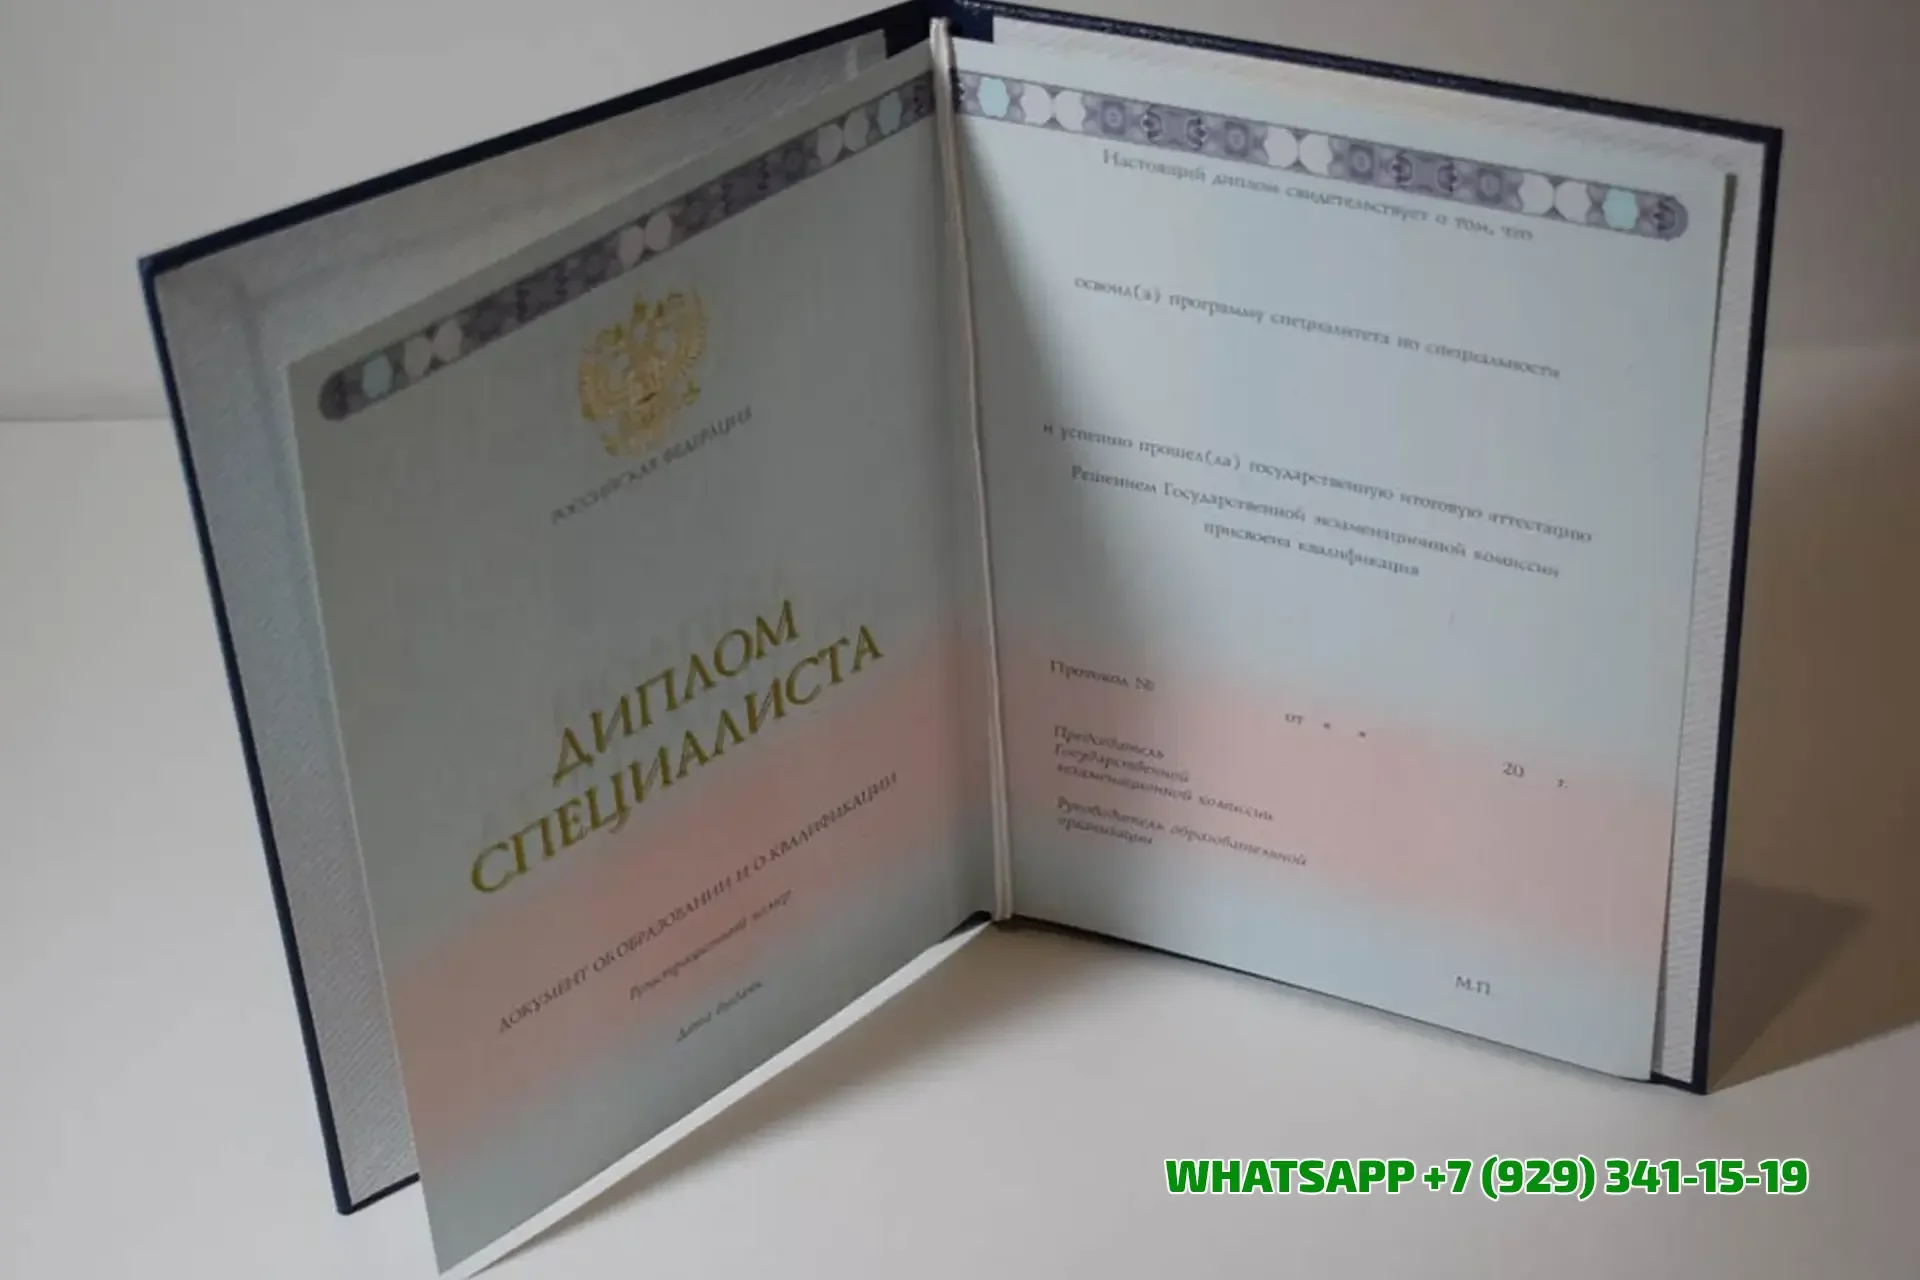 РОССИЙСКАЯ ФЕДЕРАЦИЯ
ДИПЛОМ
СПЕЦИАЛИСТА
ДОКУМЕНТ ОБ ОБРАЗОВАНИИ И О КВАЛИФИКАЦИИ
Регистрационный номер
Дата выдачи
Настоящий диплом свидетельствует о том, что
освоил(а) программу специалитета по специальности
и успешно прошел(ла) государственную итоговую аттестацию
Решением Государственной экзаменационной комиссии
присвоена квалификация
Протокол №
от « »
20 г.
Председатель
Государственной
экзаменационной комиссии
Руководитель образовательной
организации
М.П.
WHATSAPP +7 (929) 341-15-19